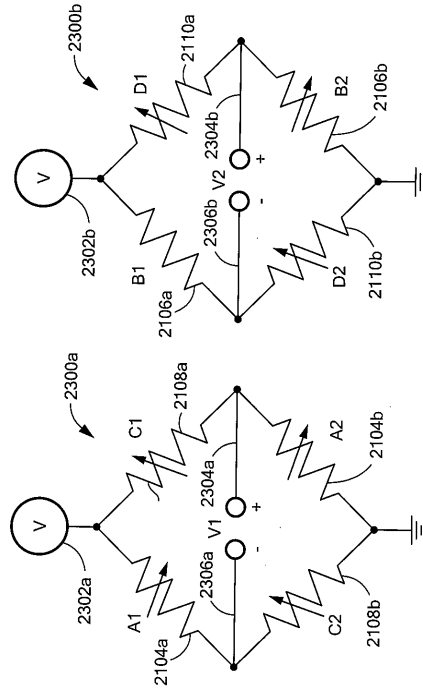 2300a
2302a
V
A1
2104a
C1
2108a
2304a
2306a
V1
+
-
A2
2104b
C2
2108b
2300b
2302b
V
B1
2106a
D1
2110a
2304b
2306b
V2
+
-
B2
2106b
D2
2110b